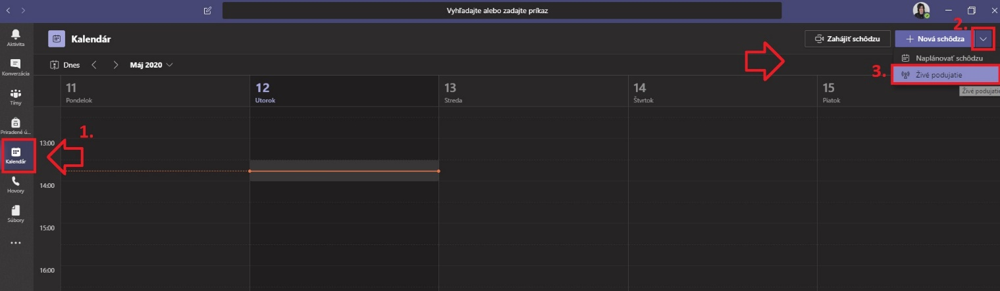 Vyhľadajte alebo zadajte príkaz
2.
Aktivita
Kalendár
Zahájiť schôdzu
Nová schôdza
Konverzácia
Dnes
Máj 2020
Naplánovať schôdzu
3.
Živé podujatie
Živé podujatie
Tímy
11
Pondelok
12
Utorok
13
Streda
14
Štvrtok
15
Piatok
Priradené ú...
1.
Kalendár
13:00
Hovory
14:00
Súbory
15:00
16:00